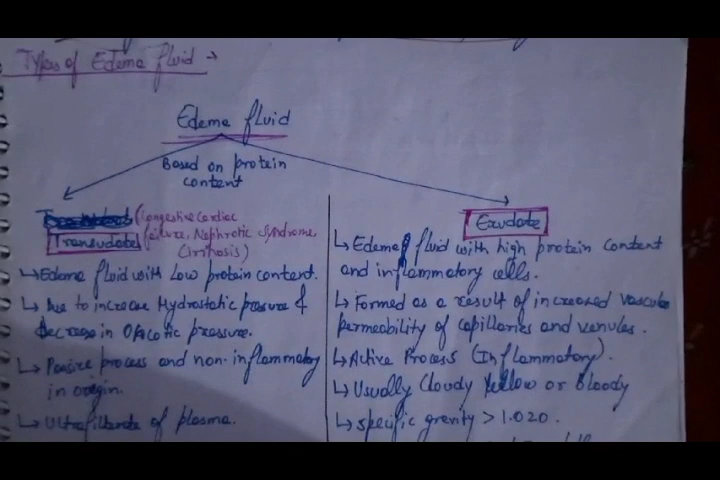 Types of Edema fluid →
Edema fluid
Based on protein
content
Transudate
(Congestive Cardiac
failure, Nephrotic Syndrome,
Cirrhosis)
↳ Edema fluid with Low protein content.
↳ Due to increase Hydrostatic pressure &
decrease in Oncotic pressure.
↳ Passive process and non-inflammatory
in origin.
↳ Ultrafiltrate of plasma.
Exudate
↳ Edema fluid with high protein content
and inflammatory cells.
↳ Formed as a result of increased vascular
permeability of capillaries and venules.
↳ Active Process (Inflammatory).
↳ Usually Cloudy Yellow or Bloody
↳ Specific gravity > 1.020.